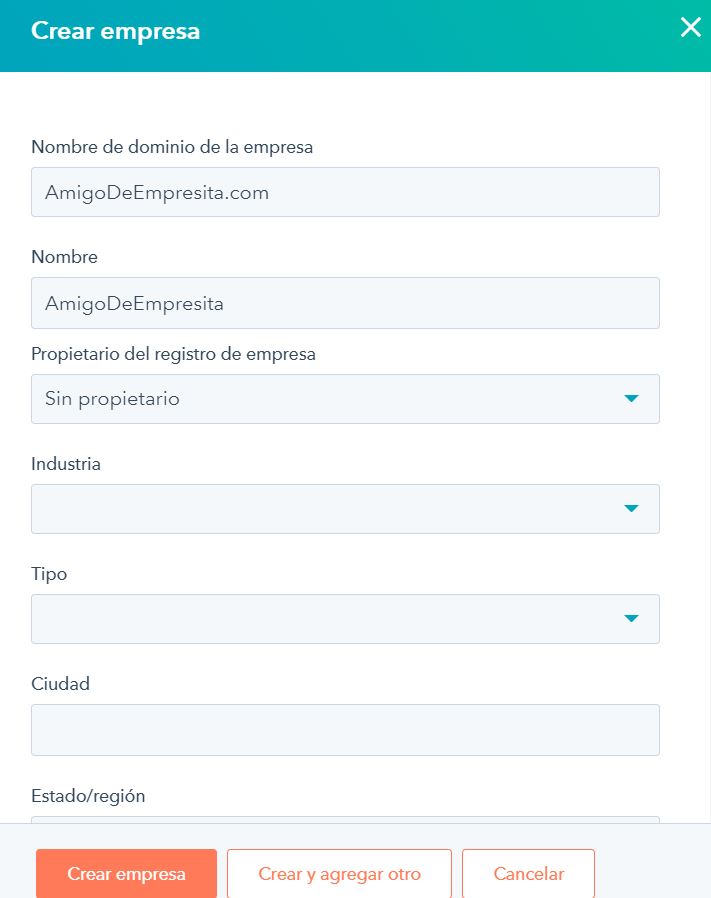 Crear empresa
Nombre de dominio de la empresa
AmigoDeEmpresita.com
Nombre
AmigoDeEmpresita
Propietario del registro de empresa
Sin propietario
Industria
Tipo
Ciudad
Estado/región
Crear empresa
Crear y agregar otro
Cancelar